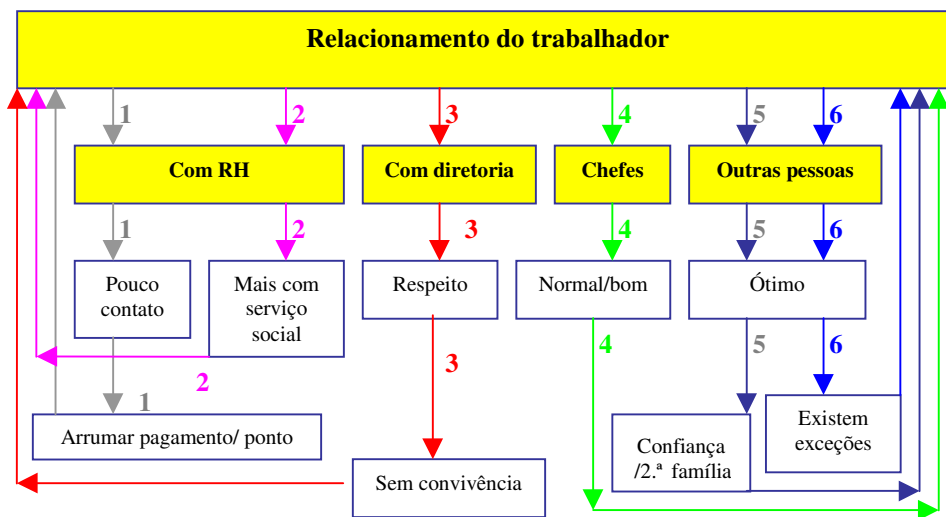 Relacionamento do trabalhador
1
2
3
4
5
6
Com RH
Com diretoria
Chefes
Outras pessoas
1
2
3
4
5
6
Pouco
contato
Mais com
serviço
social
Respeito
Normal/bom
Ótimo
1
2
3
4
5
6
Arrumar pagamento/ ponto
Sem convivência
Confiança
/2.ª família
Existem
exceções